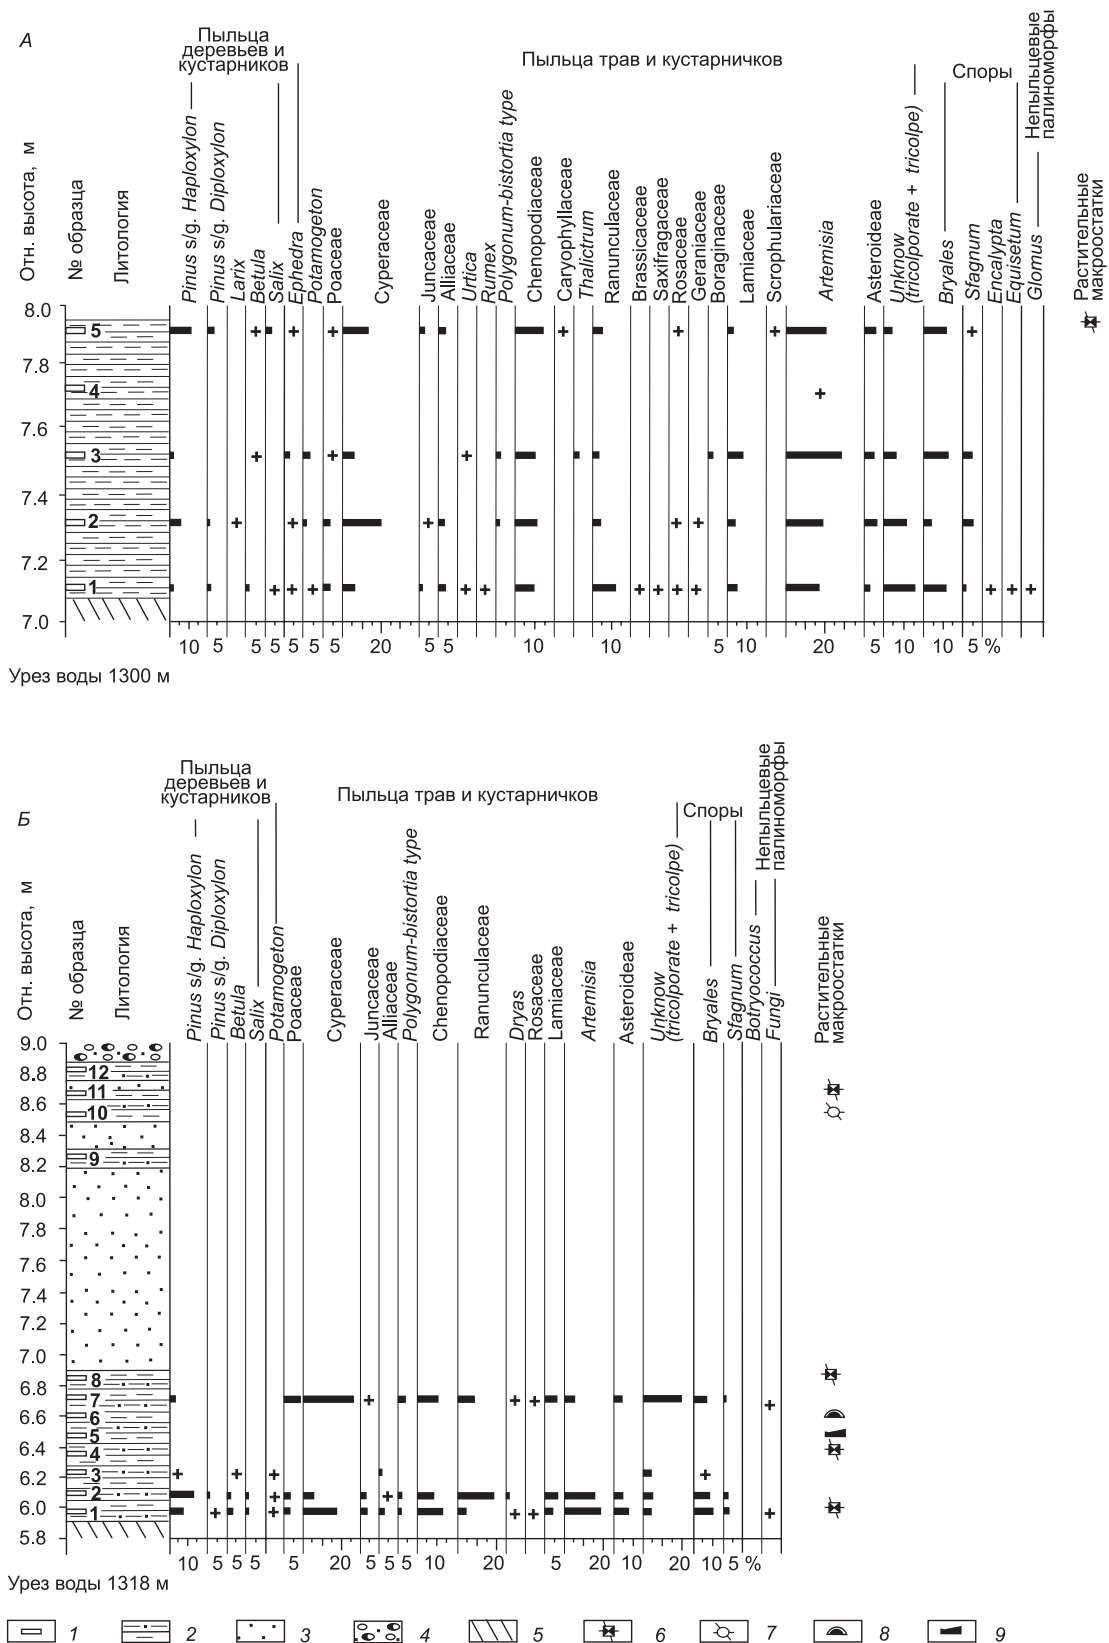 А
Пыльца
деревьев и
кустарников
Пыльца трав и кустарничков
Споры
Непыльцевые
палиноморфы
Отн. высота, м
№ образца
Литология
Pinus s/g. Haploxylon
Pinus s/g. Diploxylon
Larix
Betula
Salix
Ephedra
Potamogeton
Poaceae
Cyperaceae
Juncaceae
Alliaceae
Urtica
Rumex
Polygonum-bistortia type
Chenopodiaceae
Caryophyllaceae
Thalictrum
Ranunculaceae
Brassicaceae
Saxifragaceae
Rosaceae
Geraniaceae
Boraginaceae
Lamiaceae
Scrophulariaceae
Artemisia
Asteroideae
Unknow
(tricolporate + tricolpe)
Bryales
Sfagnum
Encalypta
Equisetum
Glomus
Растительные
макроостатки
8.0
5
7.8
4
7.6
3
7.4
2
7.2
1
7.0
10 5 5 5 5 5 20 5 5 10 10 5 10 20 5 10 10 5 %
Урез воды 1300 м
Б
Пыльца
деревьев и
кустарников
Пыльца трав и кустарничков
Споры
Непыльцевые
палиноморфы
Отн. высота, м
№ образца
Литология
Pinus s/g. Haploxylon
Pinus s/g. Diploxylon
Betula
Salix
Potamogeton
Poaceae
Cyperaceae
Juncaceae
Alliaceae
Polygonum-bistortia type
Chenopodiaceae
Ranunculaceae
Dryas
Rosaceae
Lamiaceae
Artemisia
Asteroideae
Unknow
(tricolporate + tricolpe)
Bryales
Sfagnum
Botryococcus
Fungi
Растительные
макроостатки
9.0
12
8.8
11
8.6
10
8.4
9
8.2
8.0
7.8
7.6
7.4
7.2
7.0
8
6.8
7
6.6
6
5
6.4
4
3
6.2
2
6.0
1
5.8
10 5 5 5 5 20 5 5 5 10 20 5 20 10 20 10 5 %
Урез воды 1318 м
1 2 3 4 5 6 7 8 9